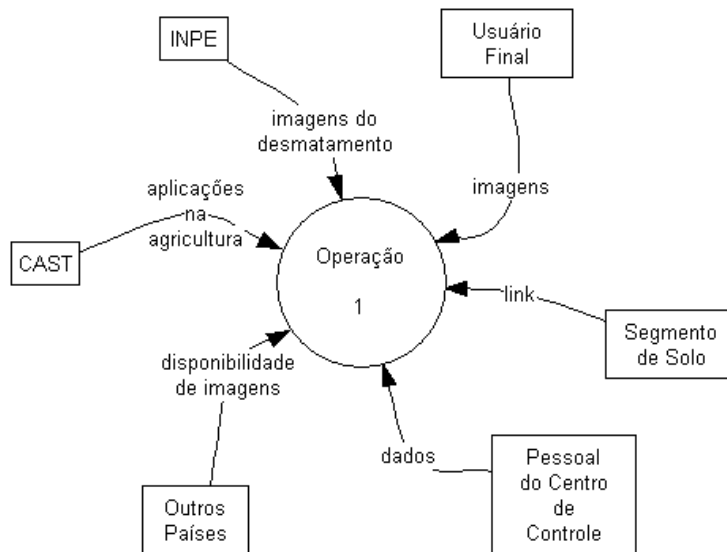 INPE
Usuário
Final
imagens do
desmatamento
imagens
aplicações
na
agricultura
CAST
Operação
1
link
Segmento
de Solo
disponibilidade
de imagens
dados
Pessoal
do Centro
de
Controle
Outros
Países